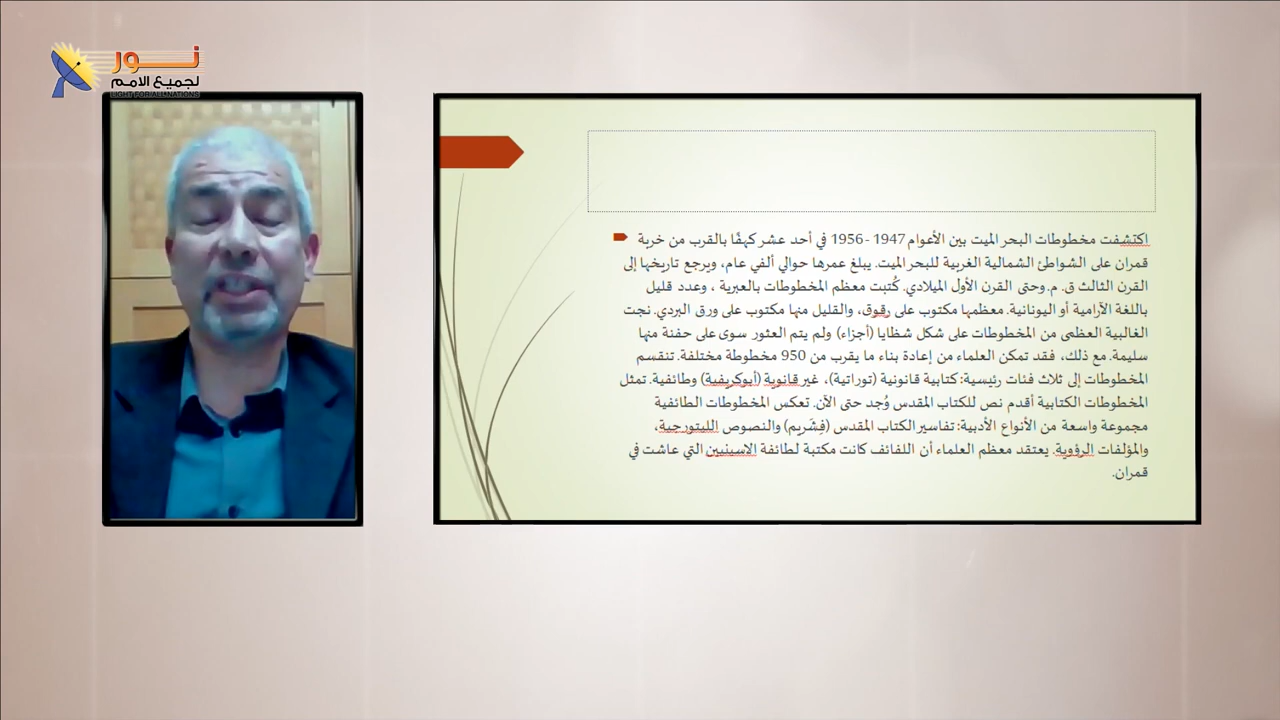 نور
لجميع الامم
LIGHT FOR ALL NATIONS
اكتشفت مخطوطات البحر الميت بين الأعوام 1947 - 1956 في أحد عشر كهفًا بالقرب من خربة
قمران على الشواطئ الشمالية الغربية للبحر الميت. يبلغ عمرها حوالي ألفي عام، ويرجع تاريخها إلى
القرن الثالث ق. م. وحتى القرن الأول الميلادي. كُتبت معظم المخطوطات بالعبرية ، وعدد قليل
باللغة الآرامية أو اليونانية. معظمها مكتوب على رقوق، والقليل منها مكتوب على ورق البردي. نجت
الغالبية العظمى من المخطوطات على شكل شظايا (أجزاء) ولم يتم العثور سوى على حفنة منها
سليمة. مع ذلك، فقد تمكن العلماء من إعادة بناء ما يقرب من 950 مخطوطة مختلفة. تنقسم
المخطوطات إلى ثلاث فئات رئيسية: كتابية قانونية (توراتية)، غير قانوية (أبوكريفية) وطائفية. تمثل
المخطوطات الكتابية أقدم نص للكتاب المقدس وُجد حتى الآن. تعكس المخطوطات الطائفية
مجموعة واسعة من الأنواع الأدبية: تفاسير الكتاب المقدس (فِشْريم) والنصوص الليتورجية،
والمؤلفات الرؤوية. يعتقد معظم العلماء أن اللفائف كانت مكتبة لطائفة الاسينيين التي عاشت في
قمران.